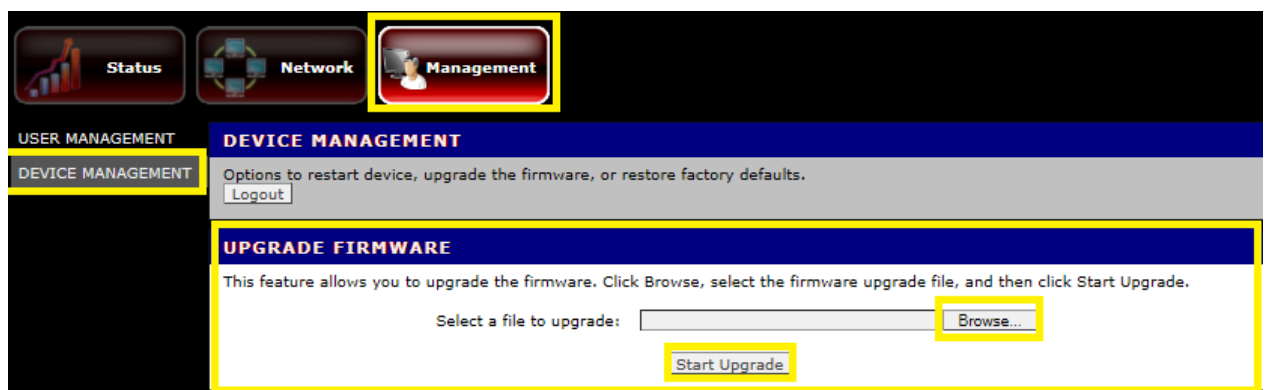 Status
Network
Management
USER MANAGEMENT
DEVICE MANAGEMENT
DEVICE MANAGEMENT
Options to restart device, upgrade the firmware, or restore factory defaults.
Logout
UPGRADE FIRMWARE
This feature allows you to upgrade the firmware. Click Browse, select the firmware upgrade file, and then click Start Upgrade.
Select a file to upgrade:
Browse...
Start Upgrade